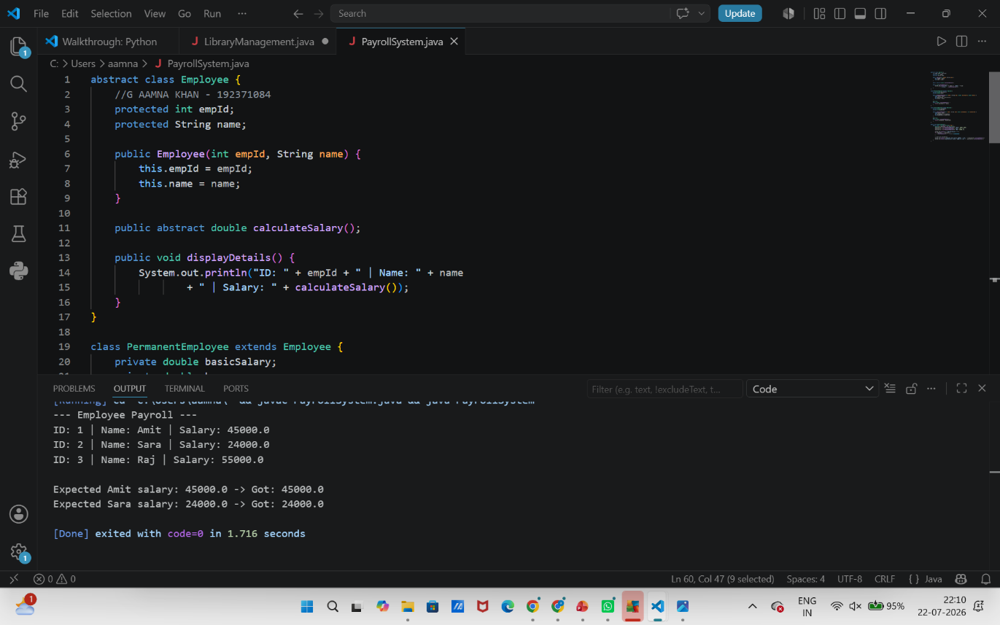 File Edit Selection View Go Run ··· Search Update
Walkthrough: Python LibraryManagement.java PayrollSystem.java
C: > Users > aamna > PayrollSystem.java
1 abstract class Employee {
2 //G AAMNA KHAN - 192371084
3 protected int empId;
4 protected String name;
5
6 public Employee(int empId, String name) {
7 this.empId = empId;
8 this.name = name;
9 }
10
11 public abstract double calculateSalary();
12
13 public void displayDetails() {
14 System.out.println("ID: " + empId + " | Name: " + name
15 + " | Salary: " + calculateSalary());
16 }
17 }
18
19 class PermanentEmployee extends Employee {
20 private double basicSalary;
PROBLEMS OUTPUT TERMINAL PORTS Filter (e.g. text, !excludeText, t... Code
[Running] cd "c:\Users\aamna\" && javac PayrollSystem.java && java PayrollSystem
--- Employee Payroll ---
ID: 1 | Name: Amit | Salary: 45000.0
ID: 2 | Name: Sara | Salary: 24000.0
ID: 3 | Name: Raj | Salary: 55000.0
Expected Amit salary: 45000.0 -> Got: 45000.0
Expected Sara salary: 24000.0 -> Got: 24000.0
[Done] exited with code=0 in 1.716 seconds
0 0 Ln 60, Col 47 (9 selected) Spaces: 4 UTF-8 CRLF { } Java
1 ENG IN 95% 22:10
22-07-2026